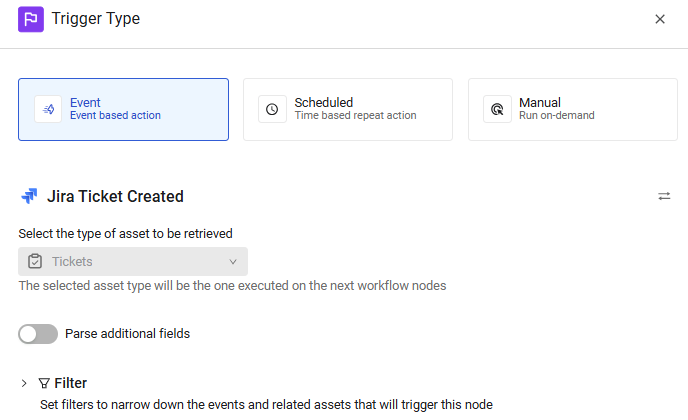 Trigger Type
Event
Event based action
Scheduled
Time based repeat action
Manual
Run on-demand
Jira Ticket Created
Select the type of asset to be retrieved
Tickets
The selected asset type will be the one executed on the next workflow nodes
Parse additional fields
Filter
Set filters to narrow down the events and related assets that will trigger this node